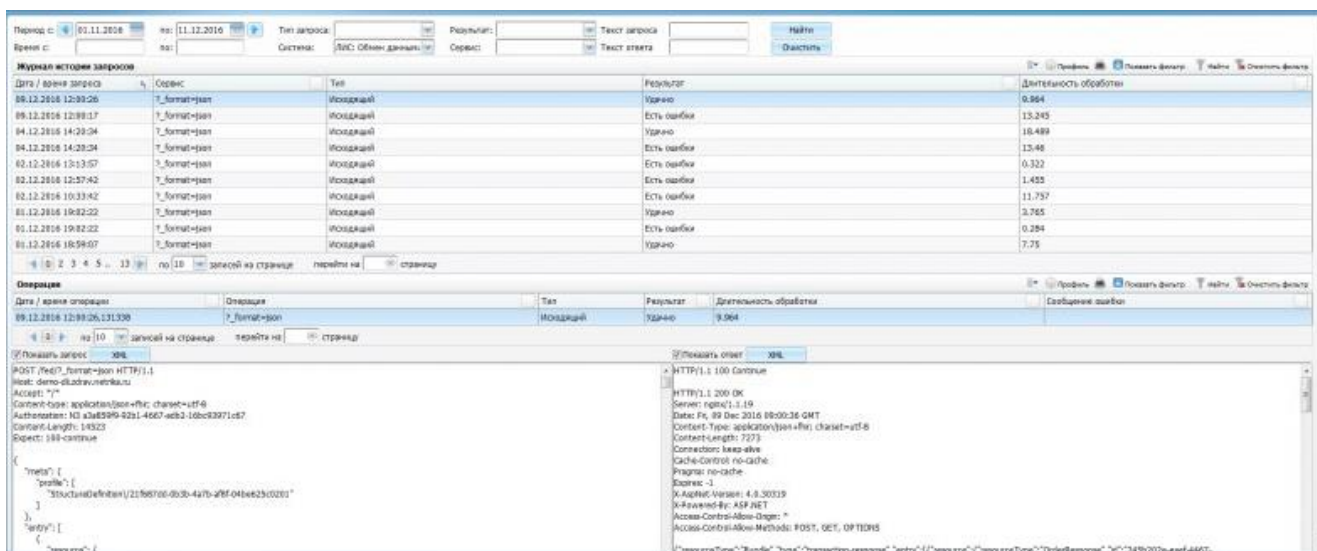 Период с: 01.11.2016 по: 11.12.2016 Тип запроса: Результат: Текст запроса Найти
Время с: по: Система: ЛИС: Обмен данными Сервис: Текст ответа Очистить
Журнал истории запросов Профиль Показать фильтр Найти Очистить фильтр
Дата / время запроса Сервис Тип Результат Длительность обработки
09.12.2016 12:00:26 ?_format=json Исходящий Удачно 9.964
09.12.2016 12:00:17 ?_format=json Исходящий Есть ошибки 13.245
04.12.2016 14:20:34 ?_format=json Исходящий Удачно 18.489
04.12.2016 14:20:34 ?_format=json Исходящий Есть ошибки 13.46
02.12.2016 13:13:57 ?_format=json Исходящий Есть ошибки 0.322
02.12.2016 12:57:42 ?_format=json Исходящий Есть ошибки 1.455
02.12.2016 10:33:42 ?_format=json Исходящий Есть ошибки 11.757
01.12.2016 19:02:22 ?_format=json Исходящий Удачно 3.765
01.12.2016 19:02:22 ?_format=json Исходящий Есть ошибки 0.284
01.12.2016 18:59:07 ?_format=json Исходящий Удачно 7.75
1 2 3 4 5 .. 13 по 10 записей на странице перейти на страницу
Операция Профиль Показать фильтр Найти Очистить фильтр
Дата / время операции Операция Тип Результат Длительность обработки Сообщение ошибки
09.12.2016 12:00:26,131338 ?_format=json Исходящий Удачно 9.964
1 по 10 записей на странице перейти на страницу
Показать запрос XML Показать ответ XML
POST /fed/?_format=json HTTP/1.1
Host: demo-dli.zdrav.netrika.ru
Accept: */*
Content-type: application/json+fhir; charset=utf-8
Authorization: N3
Content-Length: 14523
Expect: 100-continue
{
"meta": {
"profile": [
]
},
"entry": [
{
"resource": {
HTTP/1.1 100 Continue
HTTP/1.1 200 OK
Server: nginx/1.1.19
Date: Fri, 09 Dec 2016 09:00:36 GMT
Content-Type: application/json+fhir; charset=utf-8
Content-Length: 7273
Connection: keep-alive
Cache-Control: no-cache
Pragma: no-cache
Expires: -1
X-AspNet-Version: 4.0.30319
X-Powered-By: ASP.NET
Access-Control-Allow-Origin: *
Access-Control-Allow-Methods: POST, GET, OPTIONS